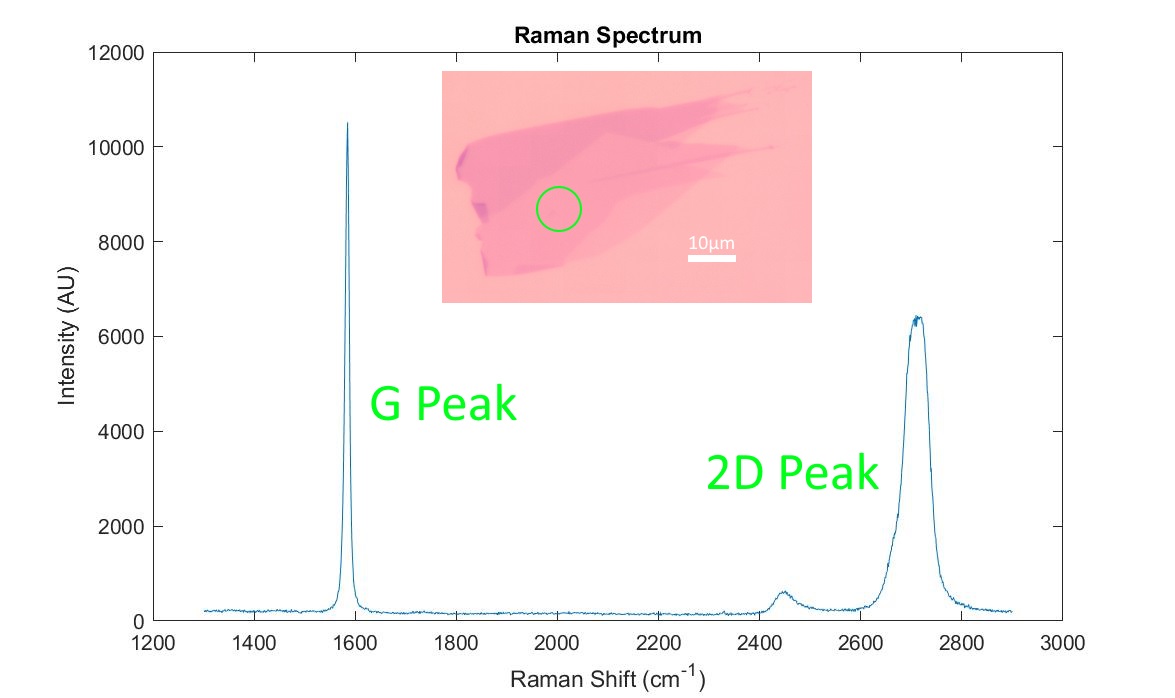 Raman Spectrum
12000
10000
8000
6000
4000
2000
0
Intensity (AU)
10μm
G Peak
2D Peak
1200 1400 1600 1800 2000 2200 2400 2600 2800 3000
Raman Shift (cm⁻¹)